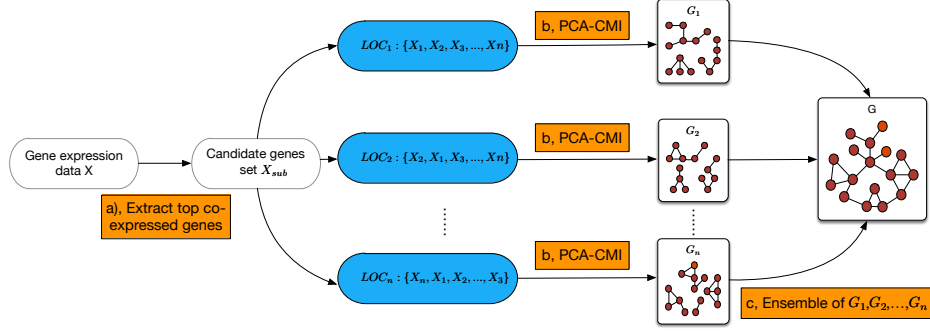 Gene expression
data X
a), Extract top co-
expressed genes
Candidate genes
set X_sub
LOC_1 : {X_1, X_2, X_3, ..., Xn}
b, PCA-CMI
G_1
LOC_2 : {X_2, X_1, X_3, ..., Xn}
b, PCA-CMI
G_2
LOC_n : {X_n, X_1, X_2, ..., X_3}
b, PCA-CMI
G_n
G
c, Ensemble of G_1,G_2,...,G_n